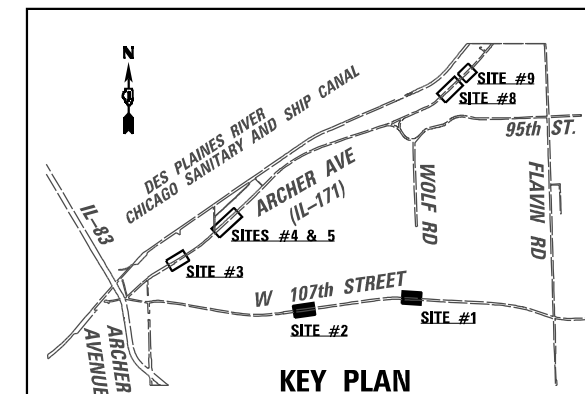 N
SITE #9
SITE #8
DES PLAINES RIVER
CHICAGO SANITARY AND SHIP CANAL
95th ST.
ARCHER AVE
(IL-171)
WOLF RD
FLAVIN RD
IL-83
SITES #4 & 5
SITE #3
W 107th STREET
SITE #1
SITE #2
ARCHER
AVENUE
KEY PLAN